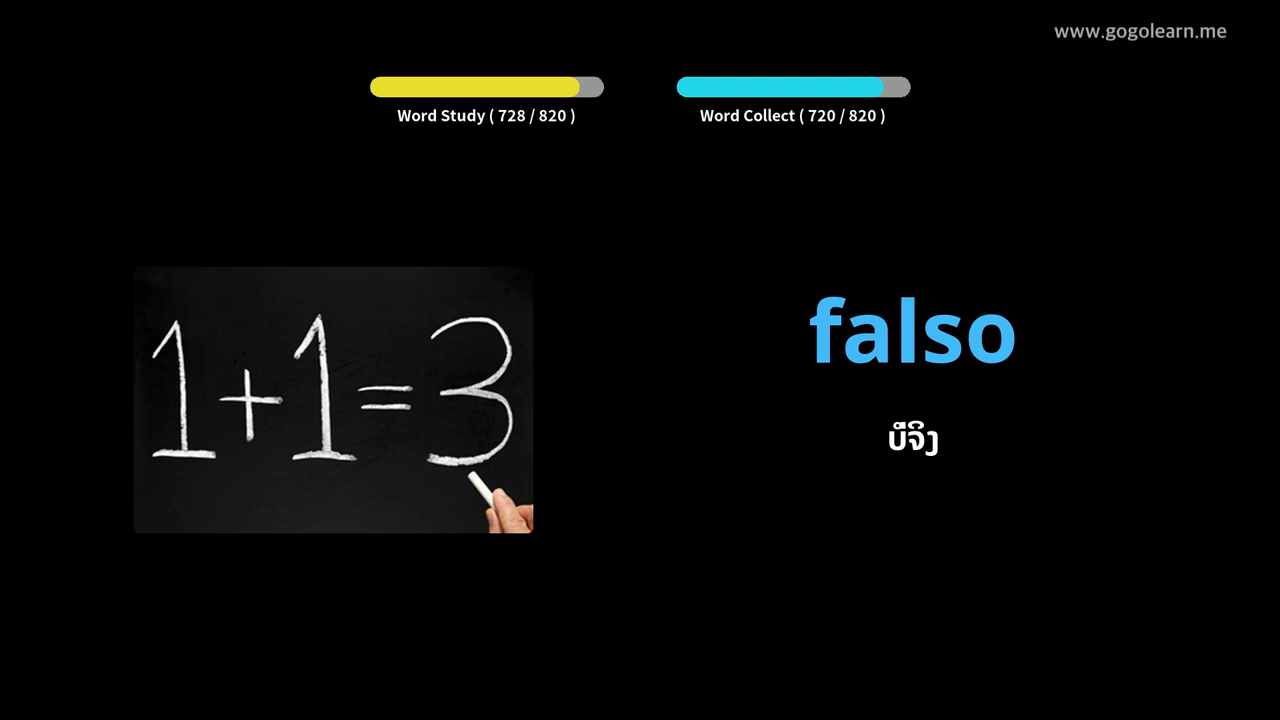 www.gogolearn.me
Word Study ( 728 / 820 )
Word Collect ( 720 / 820 )
1+1=3
falso
ບໍ່ຈິງ